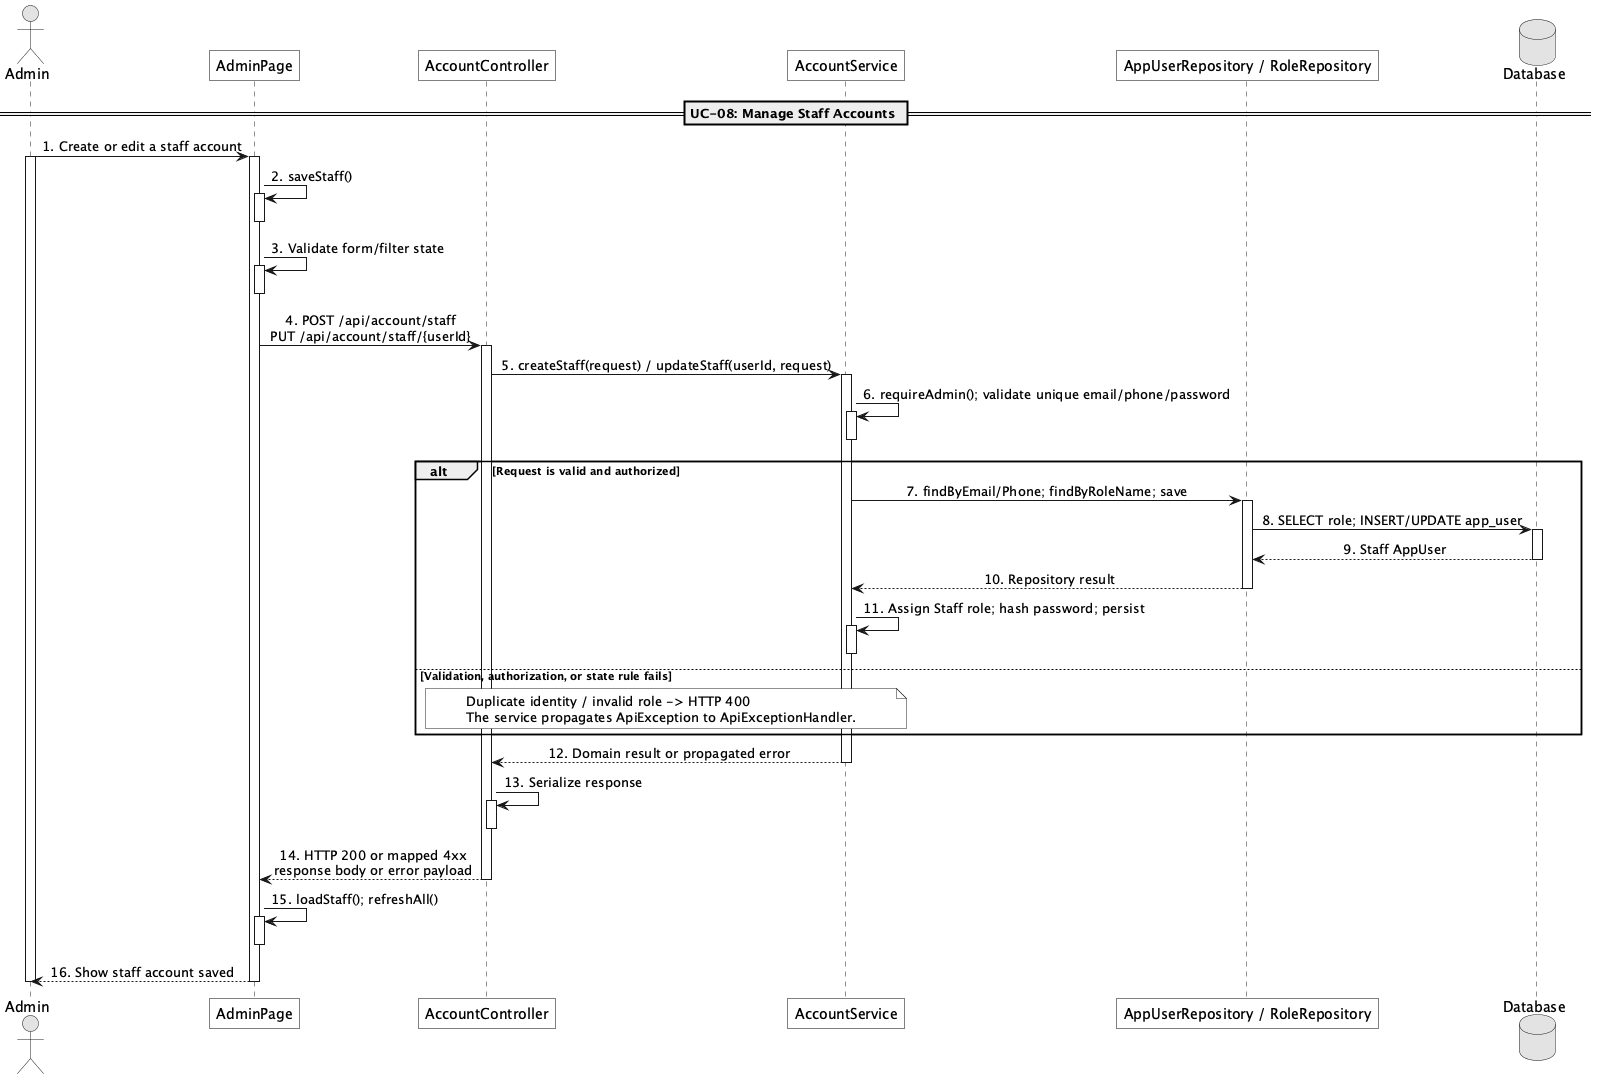 Admin
AdminPage
AccountController
AccountService
AppUserRepository / RoleRepository
Database
UC-08: Manage Staff Accounts
1. Create or edit a staff account
2. saveStaff()
3. Validate form/filter state
4. POST /api/account/staff
PUT /api/account/staff/{userId}
5. createStaff(request) / updateStaff(userId, request)
6. requireAdmin(); validate unique email/phone/password
alt
[Request is valid and authorized]
7. findByEmail/Phone; findByRoleName; save
8. SELECT role; INSERT/UPDATE app_user
9. Staff AppUser
10. Repository result
11. Assign Staff role; hash password; persist
[Validation, authorization, or state rule fails]
Duplicate identity / invalid role -> HTTP 400
The service propagates ApiException to ApiExceptionHandler.
12. Domain result or propagated error
13. Serialize response
14. HTTP 200 or mapped 4xx
response body or error payload
15. loadStaff(); refreshAll()
16. Show staff account saved
Admin
AdminPage
AccountController
AccountService
AppUserRepository / RoleRepository
Database